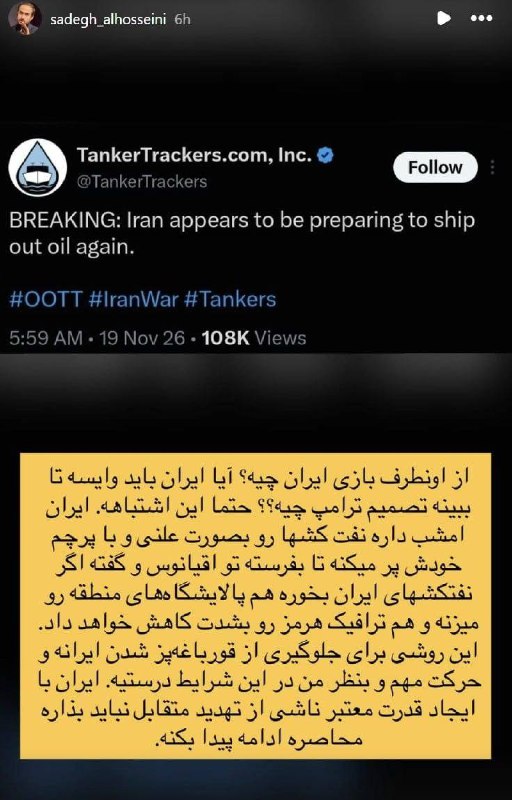 sadegh_alhosseini 6h
TankerTrackers.com, Inc.
@TankerTrackers
Follow
BREAKING: Iran appears to be preparing to ship
out oil again.
#OOTT #IranWar #Tankers
5:59 AM • 19 Nov 26 • 108K Views
از اونطرف بازی ایران چیه؟ آیا ایران باید وایسه تا
ببینه تصمیم ترامپ چیه؟؟ حتما این اشتباهه. ایران
امشب داره نفت کشها رو بصورت علنی و با پرچم
خودش پر میکنه تا بفرسته تو اقیانوس و گفته اگر
نفتکشهای ایران بخوره هم پالایشگاه‌های منطقه رو
میزنه و هم ترافیک هرمز رو بشدت کاهش خواهد داد.
این روشی برای جلوگیری از قورباغه‌پز شدن ایرانه و
حرکت مهم و بنظر من در این شرایط درستیه. ایران با
ایجاد قدرت معتبر ناشی از تهدید متقابل نباید بذاره
محاصره ادامه پیدا بکنه.